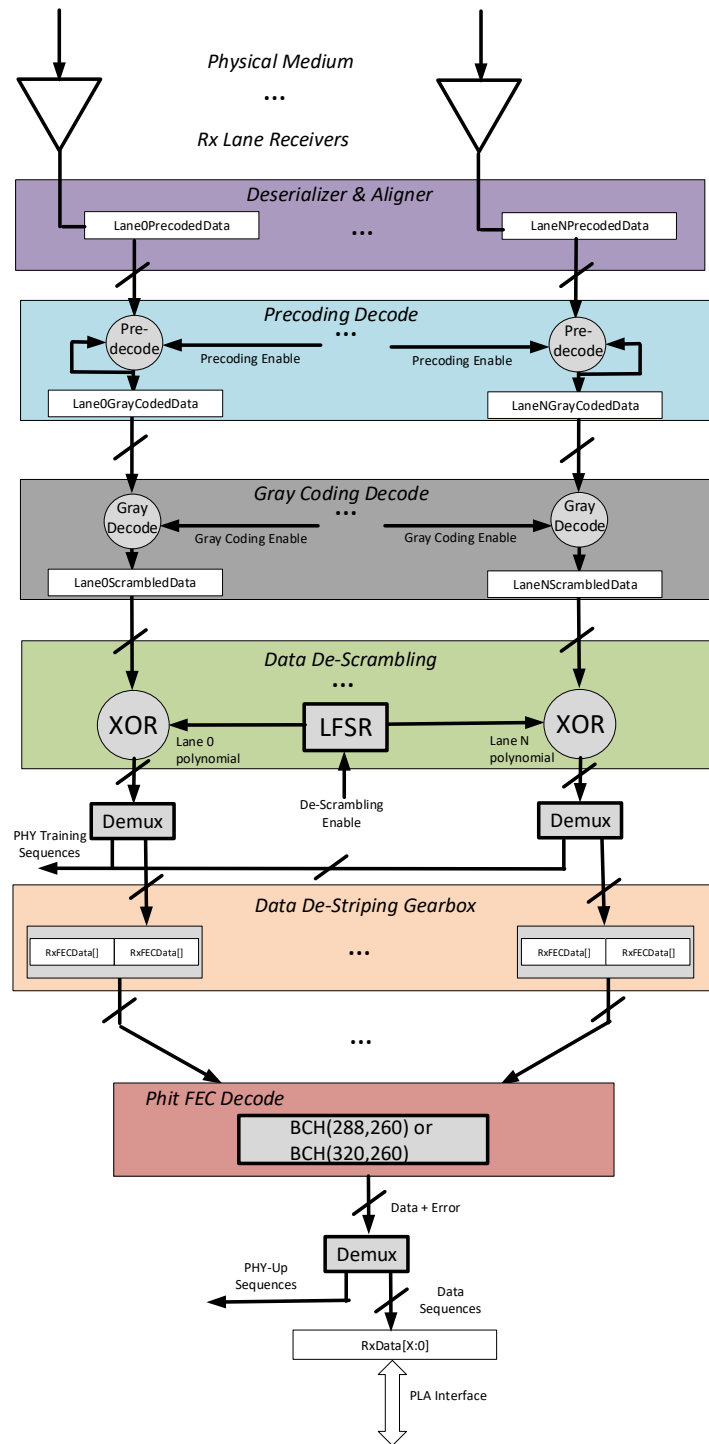 Physical Medium
...
Rx Lane Receivers
Deserializer & Aligner
Lane0PrecodedData
...
LaneNPrecodedData
Precoding Decode
...
Pre-
decode
Precoding Enable
Precoding Enable
Pre-
decode
Lane0GrayCodedData
LaneNGrayCodedData
Gray Coding Decode
...
Gray
Decode
Gray Coding Enable
Gray Coding Enable
Gray
Decode
Lane0ScrambledData
LaneNScrambledData
Data De-Scrambling
...
XOR
LFSR
XOR
Lane 0
polynomial
Lane N
polynomial
De-Scrambling
Enable
Demux
Demux
PHY Training
Sequences
Data De-Striping Gearbox
RxFECData[]
RxFECData[]
...
RxFECData[]
RxFECData[]
...
Phit FEC Decode
BCH(288,260) or
BCH(320,260)
Data + Error
Demux
PHY-Up
Sequences
Data
Sequences
RxData[X:0]
PLA Interface